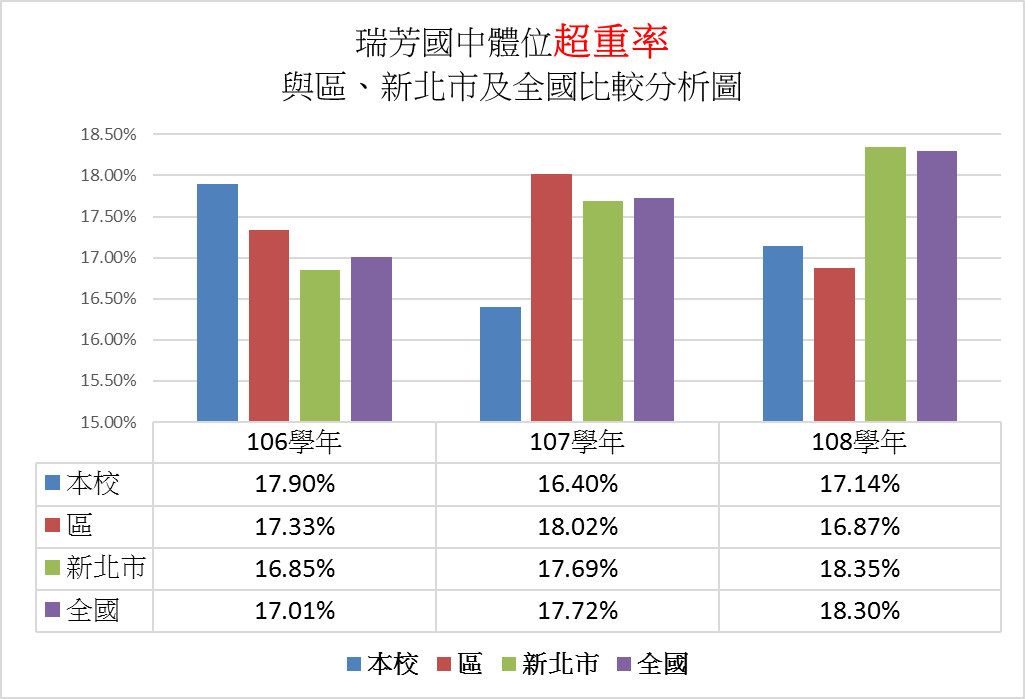 瑞芳國中體位超重率
與區、新北市及全國比較分析圖
18.50%
18.00%
17.50%
17.00%
16.50%
16.00%
15.50%
15.00%
106學年 107學年 108學年
本校 17.90% 16.40% 17.14%
區 17.33% 18.02% 16.87%
新北市 16.85% 17.69% 18.35%
全國 17.01% 17.72% 18.30%
本校 區 新北市 全國